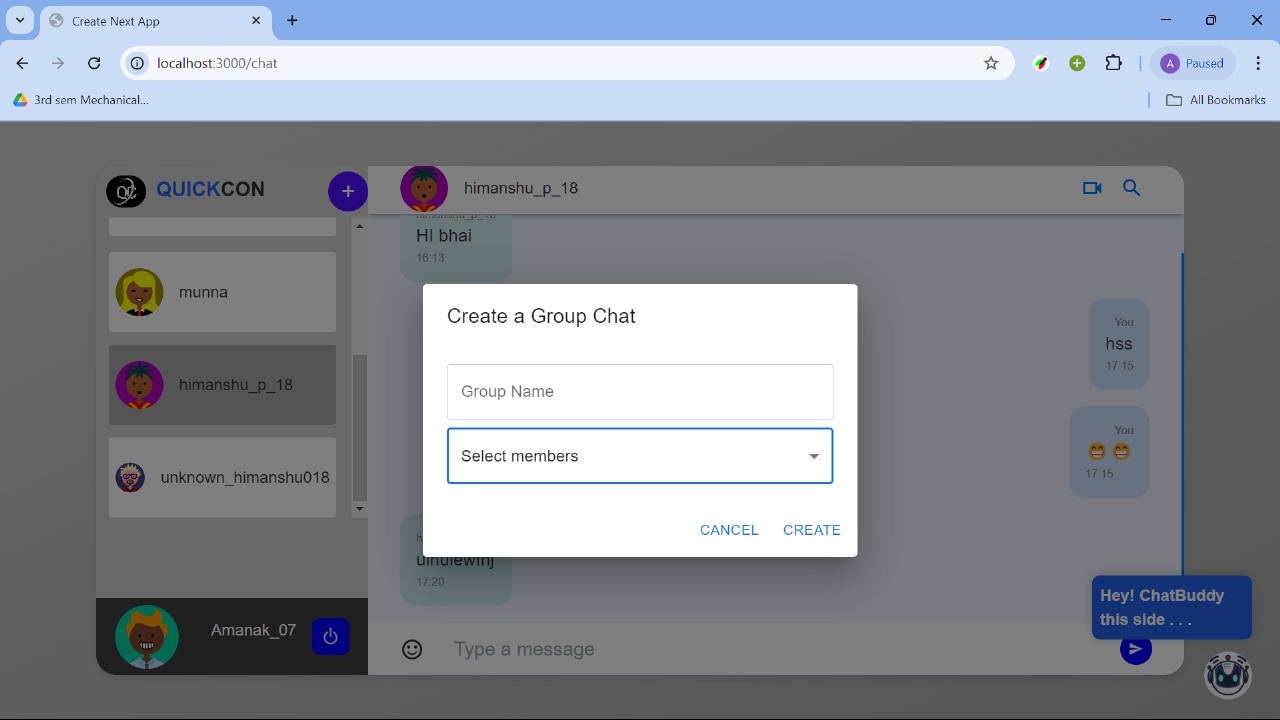 Create Next App
localhost:3000/chat
A Paused
3rd sem Mechanical...
All Bookmarks
QC QUICKCON
himanshu_p_18
munna
himanshu_p_18
unknown_himanshu018
Amanak_07
himanshu_p_18
HI bhai
16:13
You
hss
17:15
You
😁 😁
17:15
17:20
Create a Group Chat
Group Name
Select members
CANCEL CREATE
Type a message
Hey! ChatBuddy
this side . . .